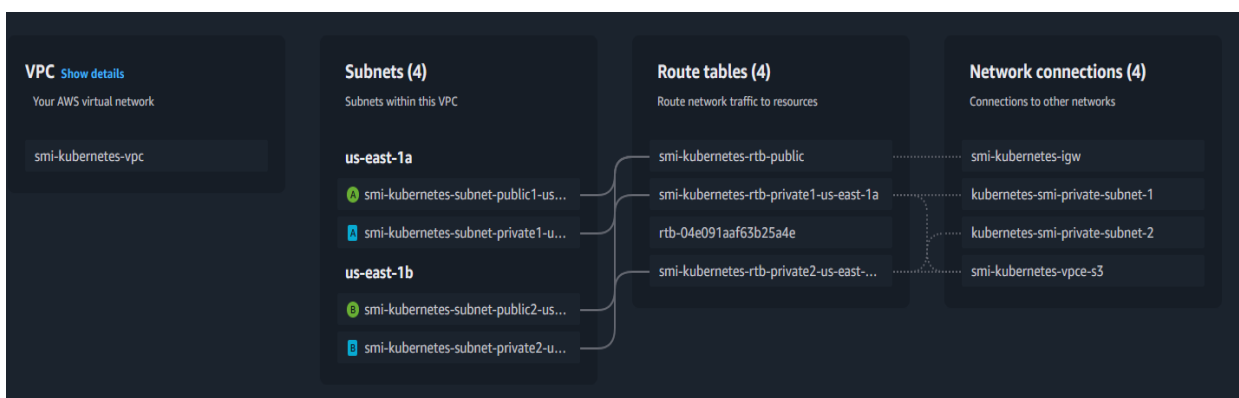 VPC Show details
Your AWS virtual network
smi-kubernetes-vpc
Subnets (4)
Subnets within this VPC
us-east-1a
A smi-kubernetes-subnet-public1-us...
A smi-kubernetes-subnet-private1-u...
us-east-1b
B smi-kubernetes-subnet-public2-us...
B smi-kubernetes-subnet-private2-u...
Route tables (4)
Route network traffic to resources
smi-kubernetes-rtb-public
smi-kubernetes-rtb-private1-us-east-1a
rtb-04e091aaf63b25a4e
smi-kubernetes-rtb-private2-us-east-...
Network connections (4)
Connections to other networks
smi-kubernetes-igw
kubernetes-smi-private-subnet-1
kubernetes-smi-private-subnet-2
smi-kubernetes-vpce-s3